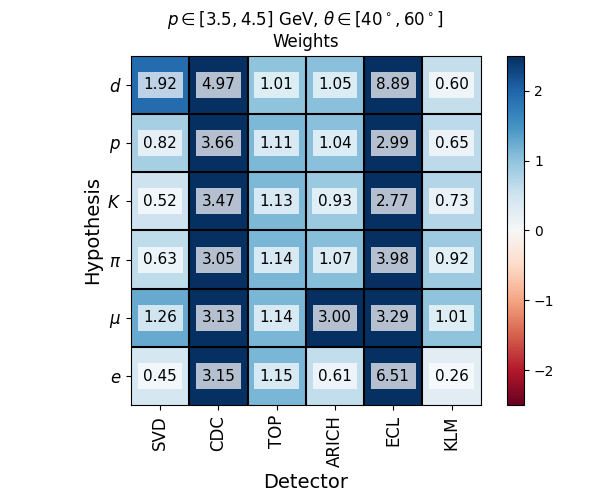 p ∈ [3.5, 4.5] GeV, θ ∈ [40°, 60°]
Weights
d 1.92 4.97 1.01 1.05 8.89 0.60
p 0.82 3.66 1.11 1.04 2.99 0.65
K 0.52 3.47 1.13 0.93 2.77 0.73
π 0.63 3.05 1.14 1.07 3.98 0.92
μ 1.26 3.13 1.14 3.00 3.29 1.01
e 0.45 3.15 1.15 0.61 6.51 0.26
Hypothesis
SVD CDC TOP ARICH ECL KLM
Detector
2
1
0
−1
−2